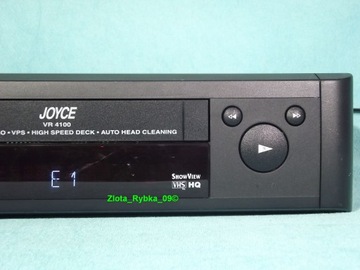 JOYCE
VR 4100
O • VPS • HIGH SPEED DECK • AUTO HEAD CLEANING
E 1
SHOWVIEW
VHS HQ
Zlota_Rybka_09©